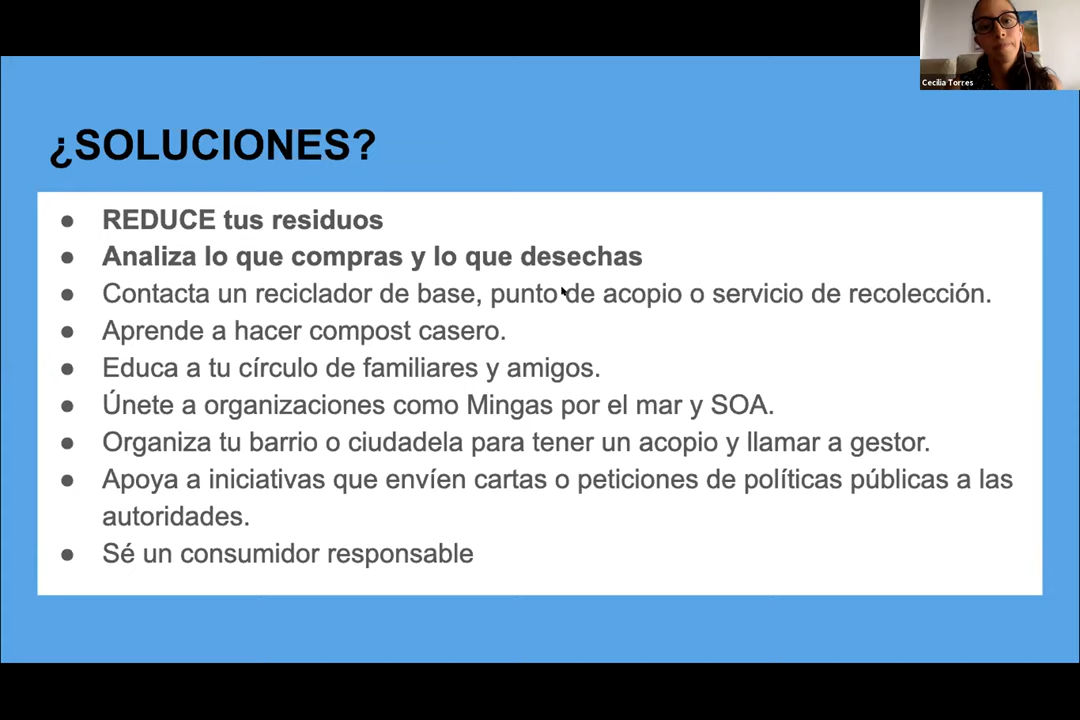 Cecilia Torres
¿SOLUCIONES?
● REDUCE tus residuos
● Analiza lo que compras y lo que desechas
● Contacta un reciclador de base, punto de acopio o servicio de recolección.
● Aprende a hacer compost casero.
● Educa a tu círculo de familiares y amigos.
● Únete a organizaciones como Mingas por el mar y SOA.
● Organiza tu barrio o ciudadela para tener un acopio y llamar a gestor.
● Apoya a iniciativas que envíen cartas o peticiones de políticas públicas a las
autoridades.
● Sé un consumidor responsable